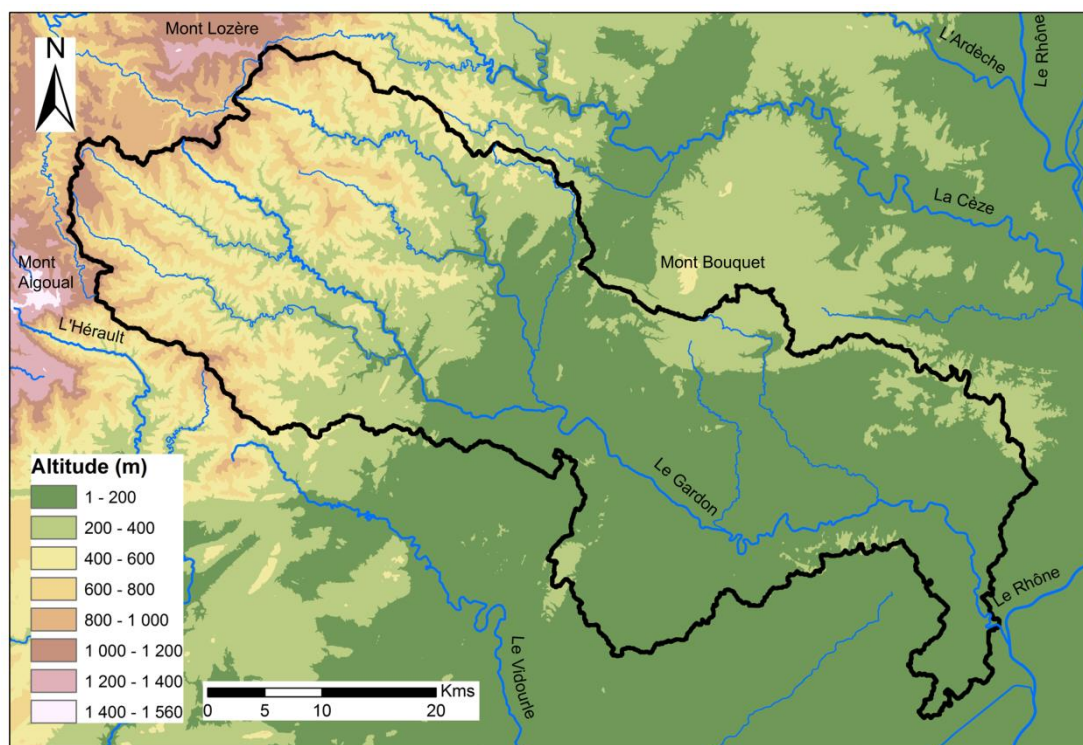 Mont Lozère
N
L'Ardèche
Le Rhône
La Cèze
Mont
Aigoual
Mont Bouquet
L'Hérault
Le Gardon
Le Rhône
Le Vidourle
Altitude (m)
1 - 200
200 - 400
400 - 600
600 - 800
800 - 1 000
1 000 - 1 200
1 200 - 1 400
1 400 - 1 560
Kms
0 5 10 20